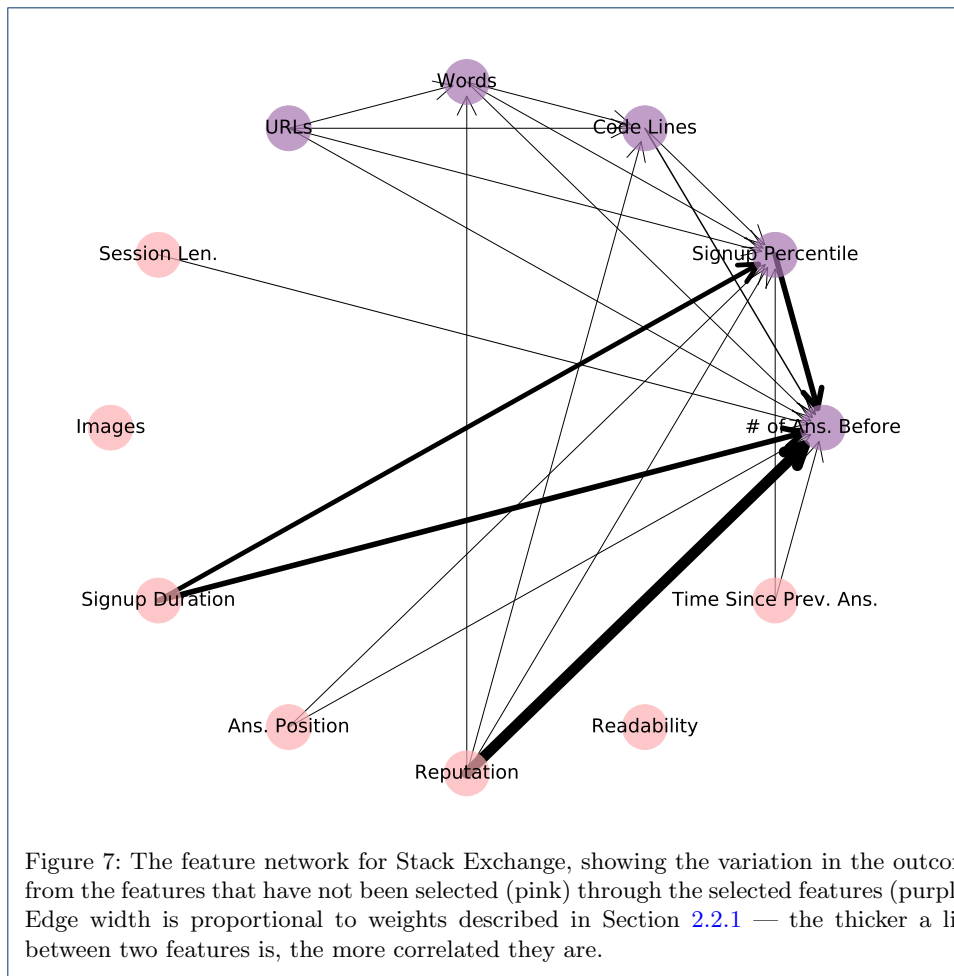 Words
URLs
Code Lines
Session Len.
Signup Percentile
Images
# of Ans. Before
Signup Duration
Time Since Prev. Ans.
Ans. Position
Readability
Reputation
Figure 7: The feature network for Stack Exchange, showing the variation in the
from the features that have not been selected (pink) through the selected features
Edge width is proportional to weights described in Section 2.2.1 — the thicker a
between two features is, the more correlated they are.